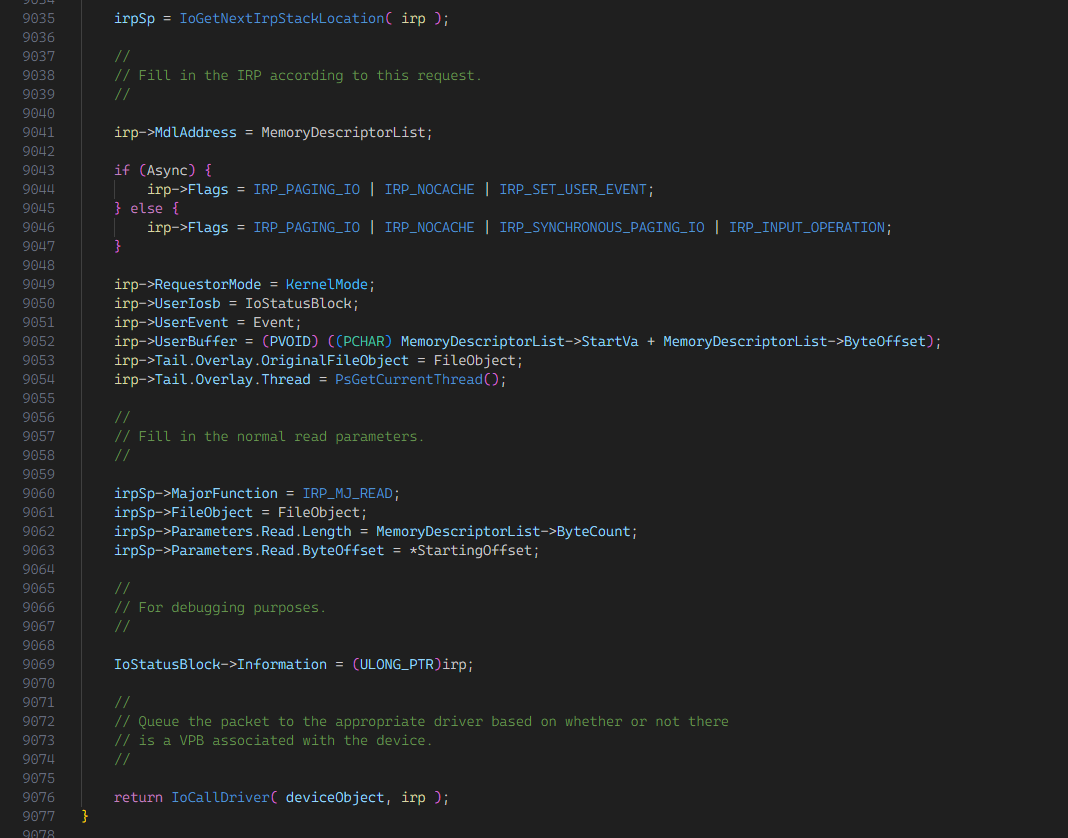 9035 irpSp = IoGetNextIrpStackLocation( irp );
9036
9037 //
9038 // Fill in the IRP according to this request.
9039 //
9040
9041 irp->MdlAddress = MemoryDescriptorList;
9042
9043 if (Async) {
9044 irp->Flags = IRP_PAGING_IO | IRP_NOCACHE | IRP_SET_USER_EVENT;
9045 } else {
9046 irp->Flags = IRP_PAGING_IO | IRP_NOCACHE | IRP_SYNCHRONOUS_PAGING_IO | IRP_INPUT_OPERATION;
9047 }
9048
9049 irp->RequestorMode = KernelMode;
9050 irp->UserIosb = IoStatusBlock;
9051 irp->UserEvent = Event;
9052 irp->UserBuffer = (PVOID) ((PCHAR) MemoryDescriptorList->StartVa + MemoryDescriptorList->ByteOffset);
9053 irp->Tail.Overlay.OriginalFileObject = FileObject;
9054 irp->Tail.Overlay.Thread = PsGetCurrentThread();
9055
9056 //
9057 // Fill in the normal read parameters.
9058 //
9059
9060 irpSp->MajorFunction = IRP_MJ_READ;
9061 irpSp->FileObject = FileObject;
9062 irpSp->Parameters.Read.Length = MemoryDescriptorList->ByteCount;
9063 irpSp->Parameters.Read.ByteOffset = *StartingOffset;
9064
9065 //
9066 // For debugging purposes.
9067 //
9068
9069 IoStatusBlock->Information = (ULONG_PTR)irp;
9070
9071 //
9072 // Queue the packet to the appropriate driver based on whether or not there
9073 // is a VPB associated with the device.
9074 //
9075
9076 return IoCallDriver( deviceObject, irp );
9077 }
9078